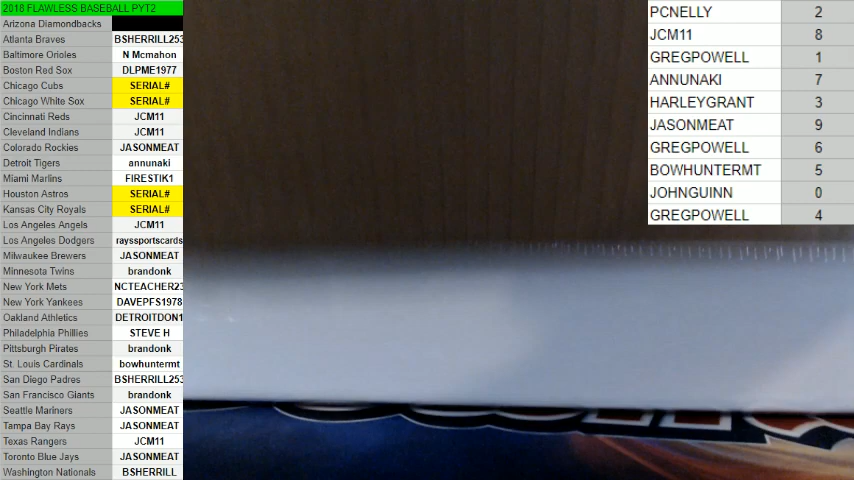 2018 FLAWLESS BASEBALL PYT2
Arizona Diamondbacks
Atlanta Braves BSHERRILL253
Baltimore Orioles N Mcmahon
Boston Red Sox DLPME1977
Chicago Cubs SERIAL#
Chicago White Sox SERIAL#
Cincinnati Reds JCM11
Cleveland Indians JCM11
Colorado Rockies JASONMEAT
Detroit Tigers annunaki
Miami Marlins FIRESTIK1
Houston Astros SERIAL#
Kansas City Royals SERIAL#
Los Angeles Angels JCM11
Los Angeles Dodgers rayssportscards
Milwaukee Brewers JASONMEAT
Minnesota Twins brandonk
New York Mets NCTEACHER23
New York Yankees DAVEPFS1978
Oakland Athletics DETROITDON1
Philadelphia Phillies STEVE H
Pittsburgh Pirates brandonk
St. Louis Cardinals bowhuntermt
San Diego Padres BSHERRILL253
San Francisco Giants brandonk
Seattle Mariners JASONMEAT
Tampa Bay Rays JASONMEAT
Texas Rangers JCM11
Toronto Blue Jays JASONMEAT
Washington Nationals BSHERRILL
PCNELLY 2
JCM11 8
GREGPOWELL 1
ANNUNAKI 7
HARLEYGRANT 3
JASONMEAT 9
GREGPOWELL 6
BOWHUNTERMT 5
JOHNGUINN 0
GREGPOWELL 4